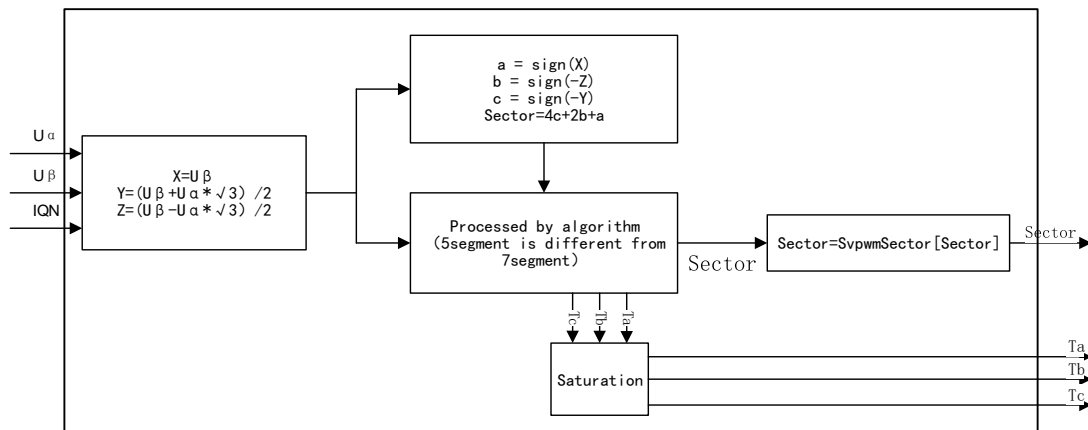 a = sign(X)
b = sign(-Z)
c = sign(-Y)
Sector=4c+2b+a
Uα
Uβ
IQN
X=Uβ
Y=(Uβ+Uα*√3) /2
Z=(Uβ-Uα*√3) /2
Processed by algorithm
(5segment is different from
7segment)
Sector
Sector=SvpwmSector[Sector]
Sector
Tc
Tb
Ta
Saturation
Ta
Tb
Tc